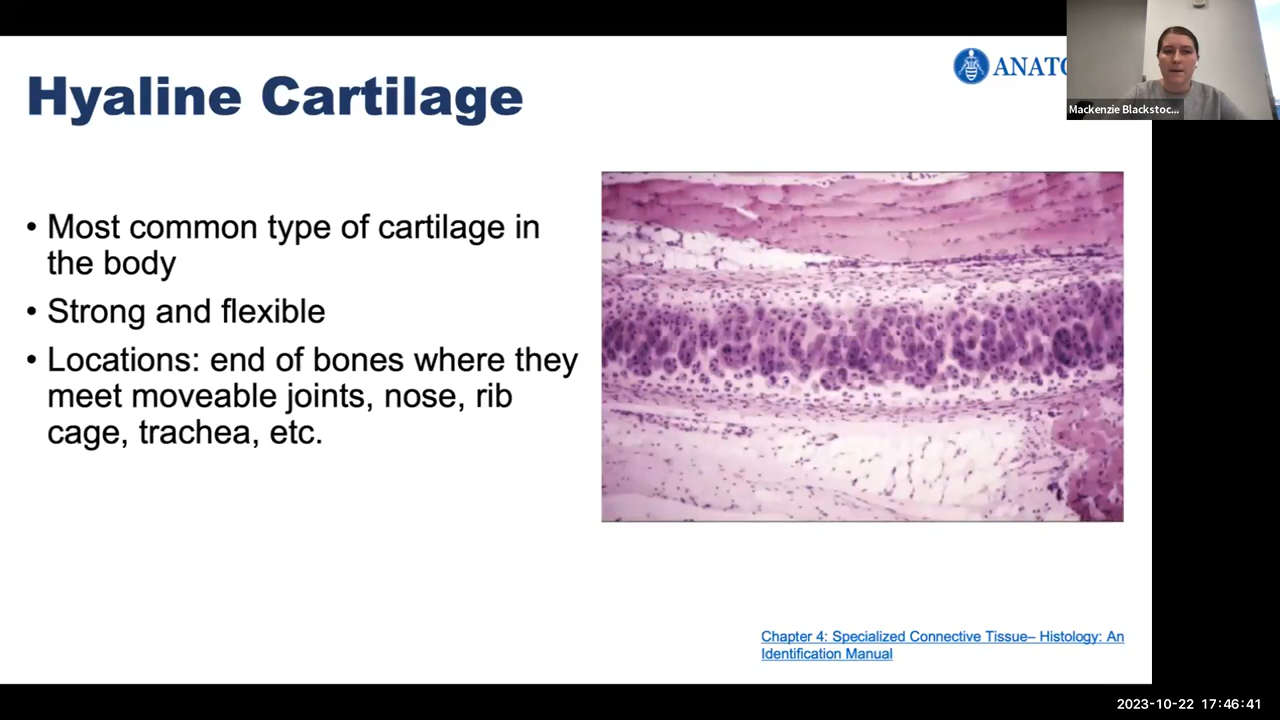 Hyaline Cartilage
ANATO
Mackenzie Blackstoc...
• Most common type of cartilage in
the body
• Strong and flexible
• Locations: end of bones where they
meet moveable joints, nose, rib
cage, trachea, etc.
Chapter 4: Specialized Connective Tissue– Histology: An
Identification Manual
2023-10-22 17:46:41